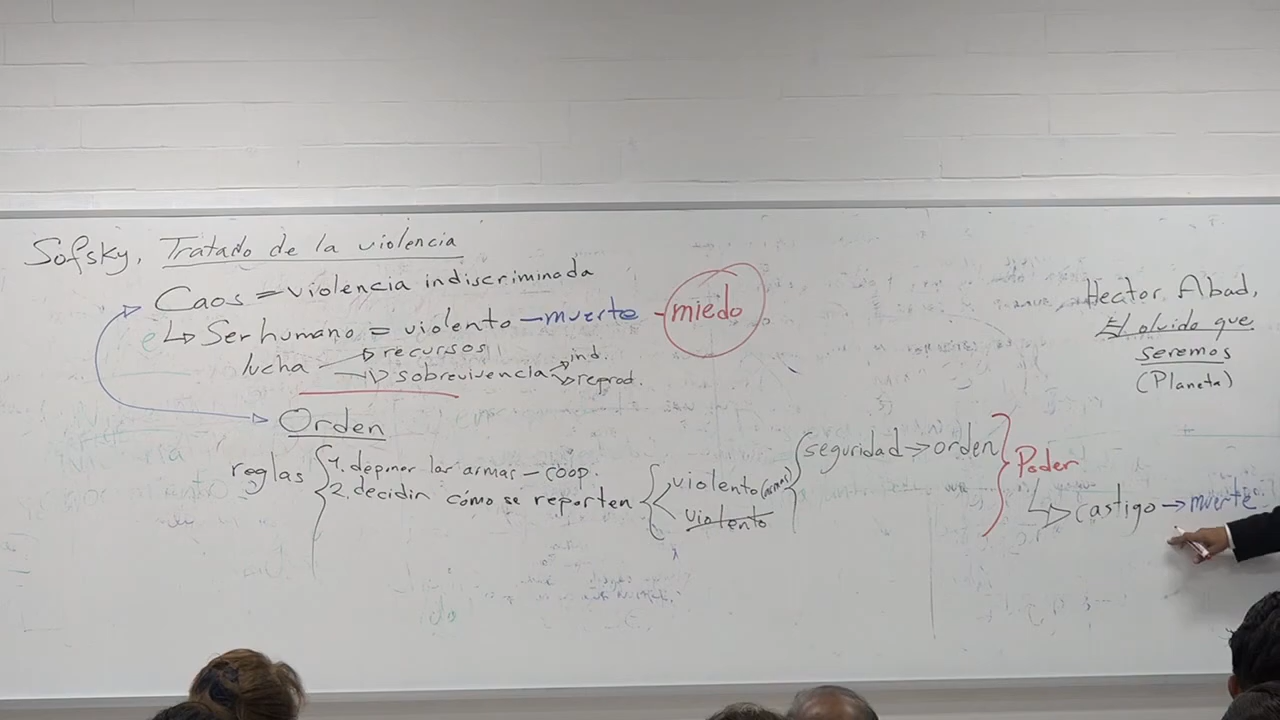 Sofsky, Tratado de la violencia
Caos = violencia indiscriminada
↳ Ser humano = violento - muerte - miedo
lucha → recursos
→ sobrevivencia → ind.
→ reprod.
Orden
reglas { 1. deponer las armas - coop.
2. decidir cómo se reporten { violento (armas)
violento
seguridad → orden } Poder
↳ castigo → muerte
Hector Abad,
El olvido que
seremos
(Planeta)